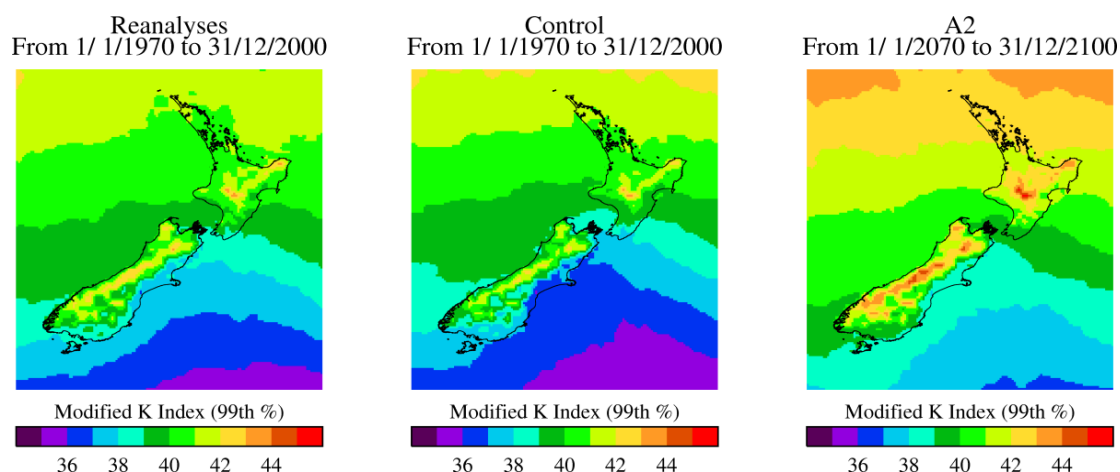 Reanalyses
From 1/ 1/1970 to 31/12/2000
Control
From 1/ 1/1970 to 31/12/2000
A2
From 1/ 1/2070 to 31/12/2100
Modified K Index (99th %)
36 38 40 42 44
Modified K Index (99th %)
36 38 40 42 44
Modified K Index (99th %)
36 38 40 42 44